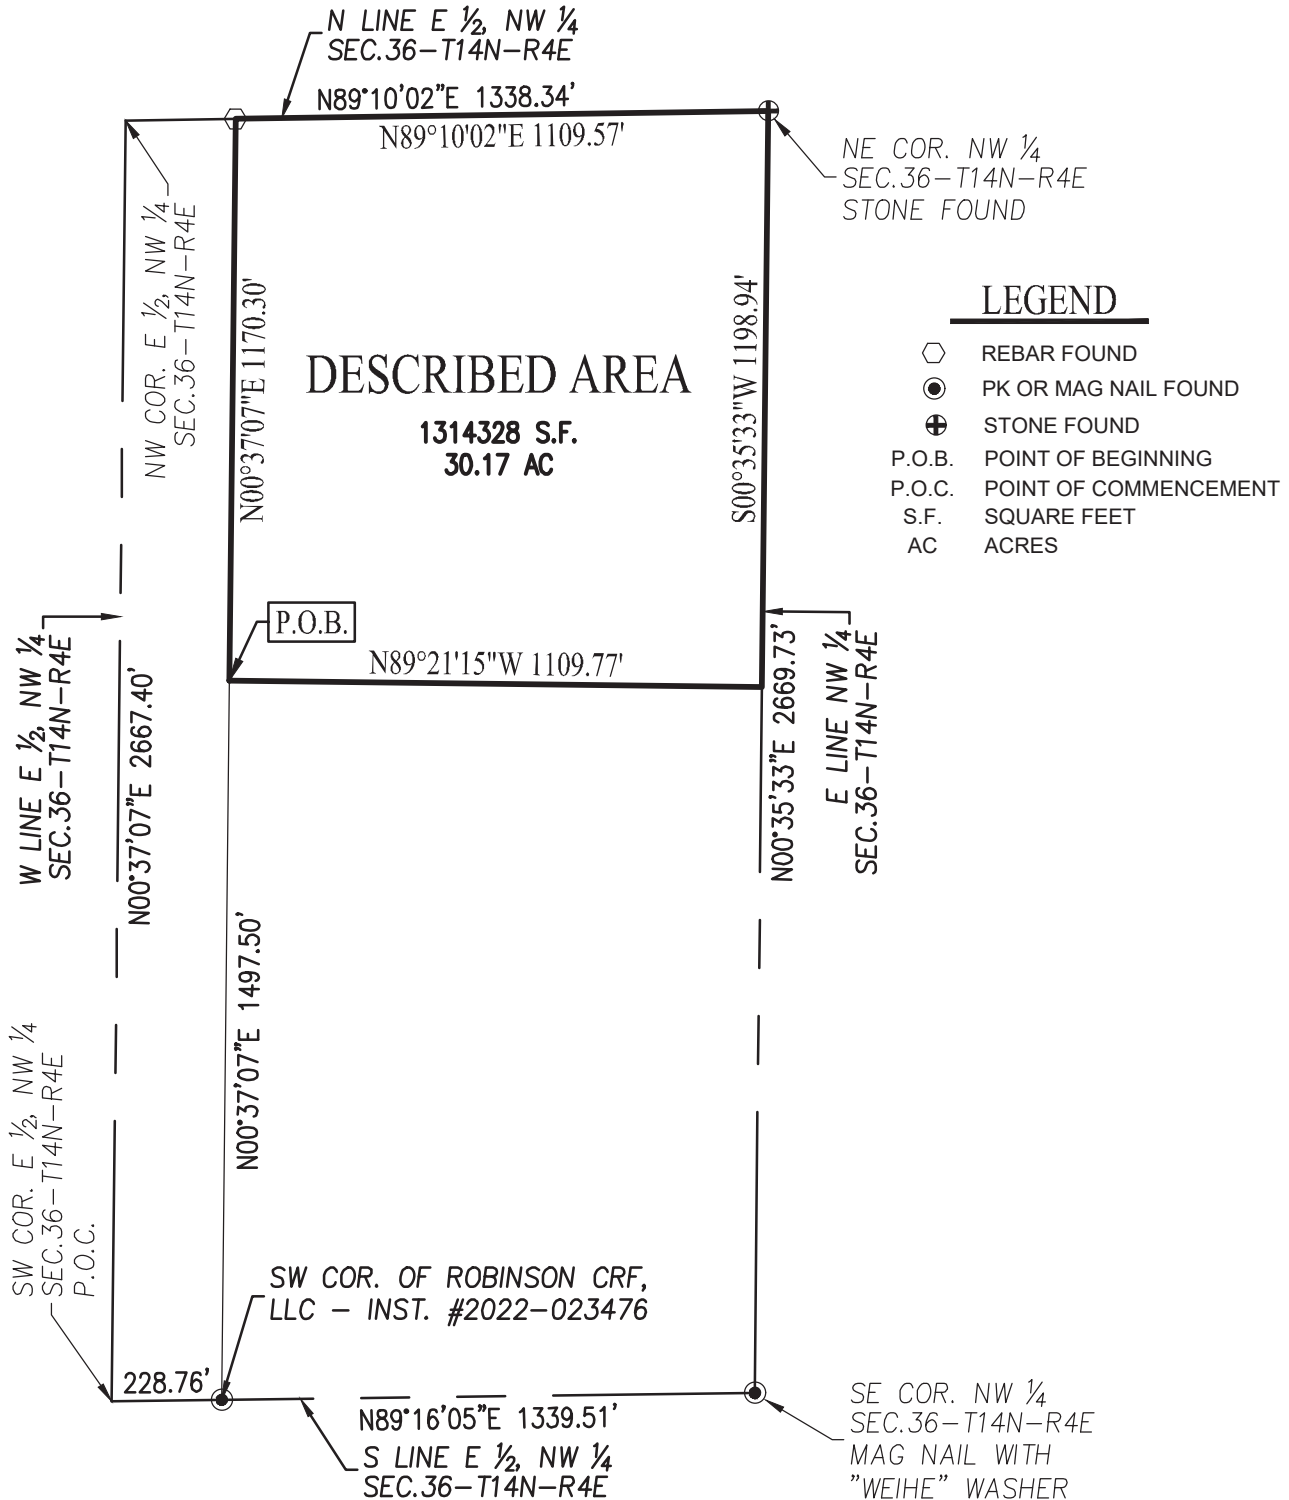 N LINE E ½, NW ¼
SEC.36-T14N-R4E
N89°10'02"E 1338.34'
N89°10'02"E 1109.57'
NE COR. NW ¼
SEC.36-T14N-R4E
STONE FOUND
NW COR. E ½, NW ¼
SEC.36-T14N-R4E
N00°37'07"E 1170.30'
DESCRIBED AREA
1314328 S.F.
30.17 AC
S00°35'33"W 1198.94'
LEGEND
REBAR FOUND
PK OR MAG NAIL FOUND
STONE FOUND
P.O.B. POINT OF BEGINNING
P.O.C. POINT OF COMMENCEMENT
S.F. SQUARE FEET
AC ACRES
P.O.B.
N89°21'15"W 1109.77'
W LINE E ½, NW ¼
SEC.36-T14N-R4E
N00°37'07"E 2667.40'
N00°35'33"E 2669.73'
E LINE NW ¼
SEC.36-T14N-R4E
N00°37'07"E 1497.50'
SW COR. E ½, NW ¼
SEC.36-T14N-R4E
P.O.C.
SW COR. OF ROBINSON CRF,
LLC - INST. #2022-023476
228.76'
N89°16'05"E 1339.51'
S LINE E ½, NW ¼
SEC.36-T14N-R4E
SE COR. NW ¼
SEC.36-T14N-R4E
MAG NAIL WITH
"WEIHE" WASHER